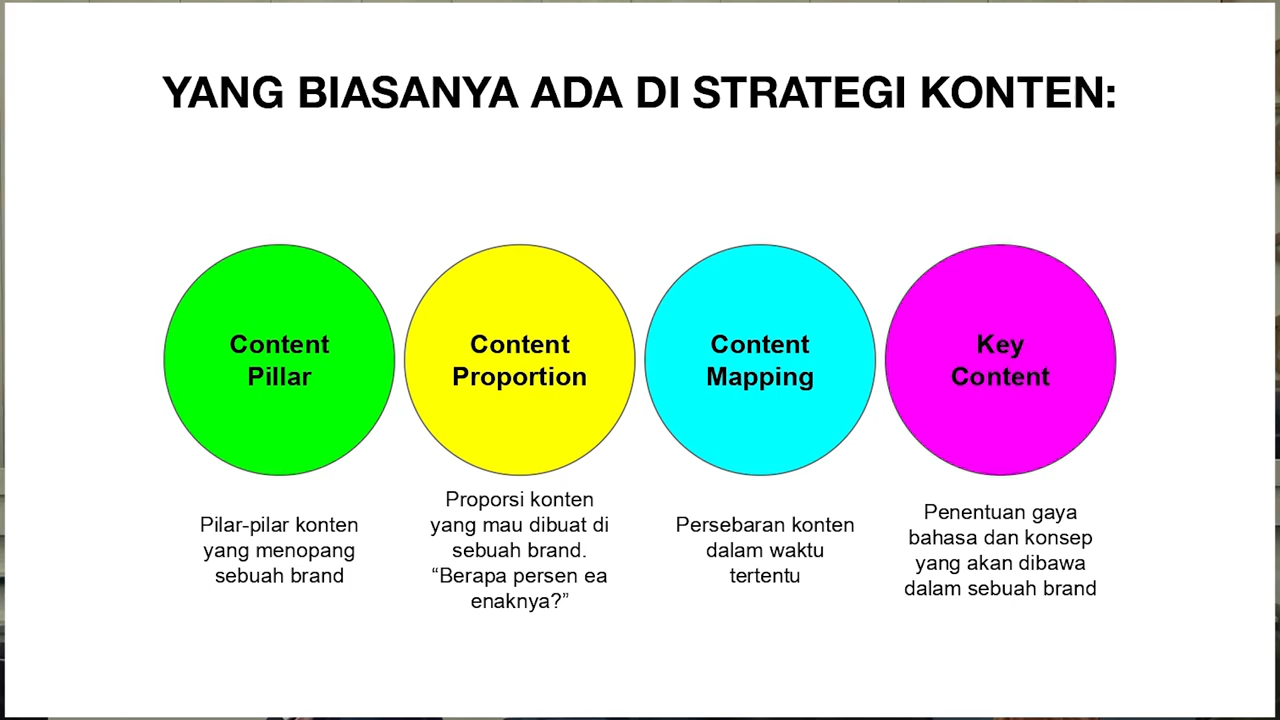 YANG BIASANYA ADA DI STRATEGI KONTEN:
Content
Pillar
Content
Proportion
Content
Mapping
Key
Content
Pilar-pilar konten
yang menopang
sebuah brand
Proporsi konten
yang mau dibuat di
sebuah brand.
“Berapa persen ea
enaknya?”
Persebaran konten
dalam waktu
tertentu
Penentuan gaya
bahasa dan konsep
yang akan dibawa
dalam sebuah brand